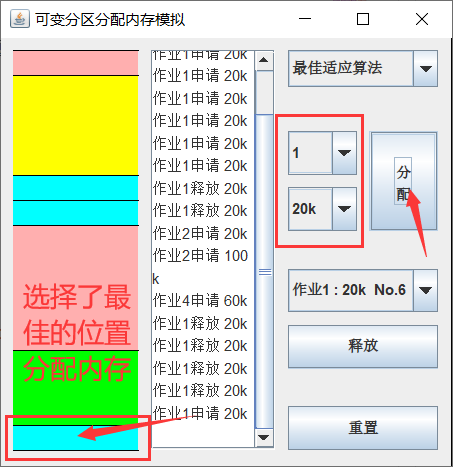 可变分区分配内存模拟
作业1申请 20k
作业1申请 20k
作业1申请 20k
作业1申请 20k
作业1申请 20k
作业1申请 20k
作业1释放 20k
作业1释放 20k
作业2申请 20k
作业2申请 100
k
作业4申请 60k
作业1释放 20k
作业1释放 20k
作业1释放 20k
作业1释放 20k
作业1申请 20k
选择了最
佳的位置
分配内存
最佳适应算法
1
20k
分
配
作业1 : 20k No.6
释放
重置